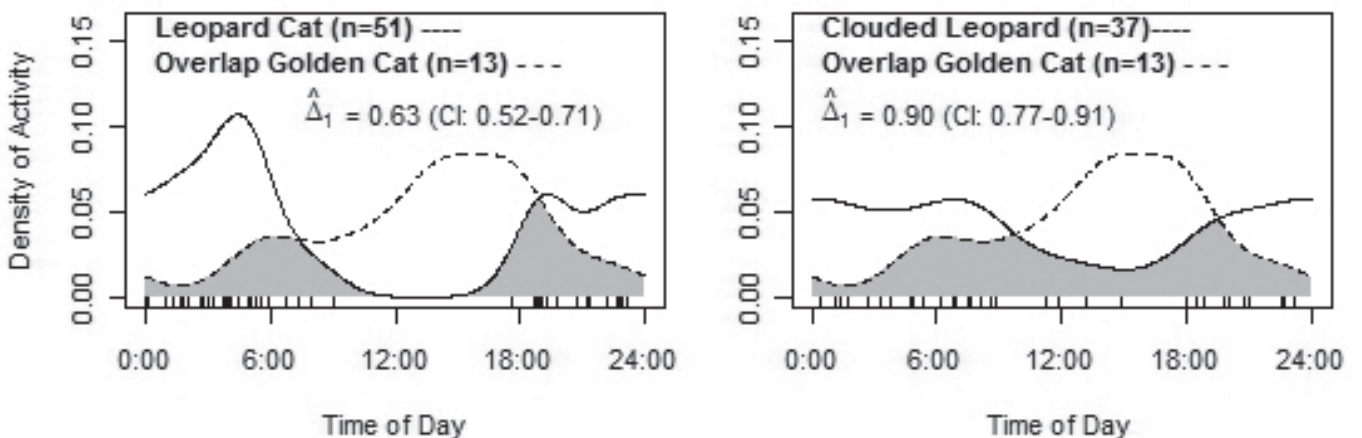 Leopard Cat (n=51) ----
Overlap Golden Cat (n=13) - - -
Δ̂₁ = 0.63 (CI: 0.52-0.71)
Density of Activity
0.15
0.10
0.05
0.00
0:00 6:00 12:00 18:00 24:00
Time of Day
Clouded Leopard (n=37)----
Overlap Golden Cat (n=13) - - -
Δ̂₁ = 0.90 (CI: 0.77-0.91)
0.15
0.10
0.05
0.00
0:00 6:00 12:00 18:00 24:00
Time of Day